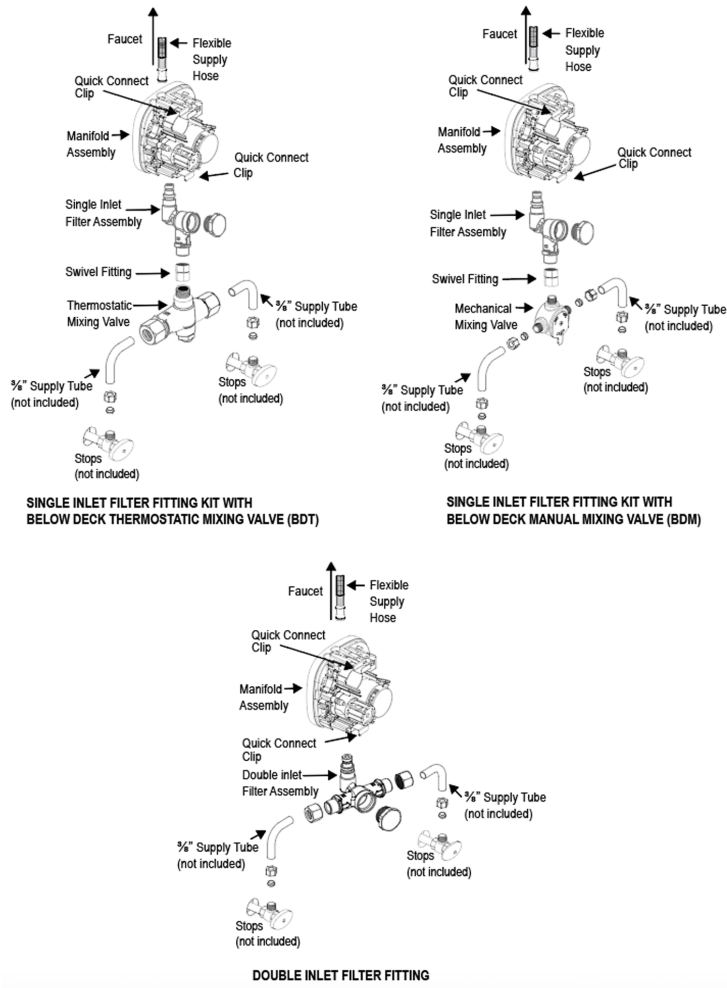 Faucet
Flexible
Supply
Hose
Quick Connect
Clip
Manifold
Assembly
Quick Connect
Clip
Single Inlet
Filter Assembly
Swivel Fitting
Thermostatic
Mixing Valve
⅜" Supply Tube
(not included)
⅜" Supply Tube
(not included)
Stops
(not included)
Stops
(not included)
SINGLE INLET FILTER FITTING KIT WITH
BELOW DECK THERMOSTATIC MIXING VALVE (BDT)
Faucet
Flexible
Supply
Hose
Quick Connect
Clip
Manifold
Assembly
Quick Connect
Clip
Single Inlet
Filter Assembly
Swivel Fitting
Mechanical
Mixing Valve
⅜" Supply Tube
(not included)
⅜" Supply Tube
(not included)
Stops
(not included)
Stops
(not included)
SINGLE INLET FILTER FITTING KIT WITH
BELOW DECK MANUAL MIXING VALVE (BDM)
Faucet
Flexible
Supply
Hose
Quick Connect
Clip
Manifold
Assembly
Quick Connect
Clip
Double inlet
Filter Assembly
⅜" Supply Tube
(not included)
⅜" Supply Tube
(not included)
Stops
(not included)
Stops
(not included)
DOUBLE INLET FILTER FITTING